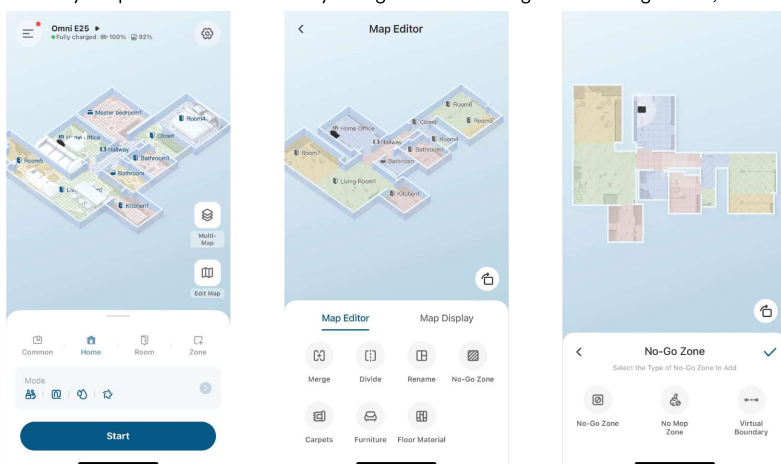 Omni E25
Fully charged 100% 92%
Master bedroom1
Room4
Home Office
Closet
Hallway
Bathroom1
Room5
Bathroom
Kitchen1
Multi-
Map
Edit Map
Common
Home
Room
Zone
Mode
Start
Map Editor
Room6
Closet
Room5
Home Office
Hallway
Room4
Bathroom1
Room7
Bathroom
Living Room1
Kitchen1
Map Editor
Map Display
Merge
Divide
Rename
No-Go Zone
Carpets
Furniture
Floor Material
No-Go Zone
Select the Type of No-Go Zone to Add
No-Go Zone
No Mop
Zone
Virtual
Boundary